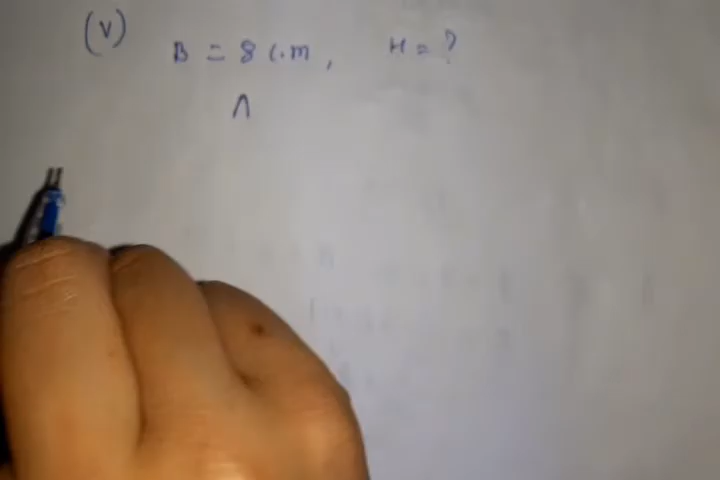 (V)
B = 8 C.m, H = ?